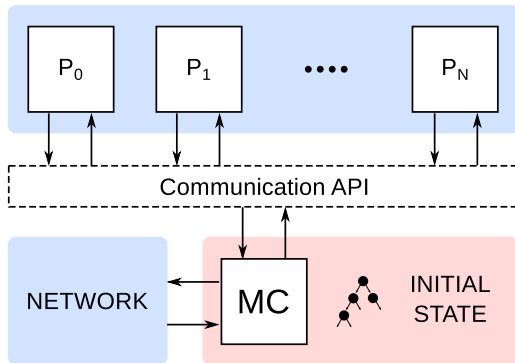 P0 P1 PN
Communication API
NETWORK
MC
INITIAL
STATE